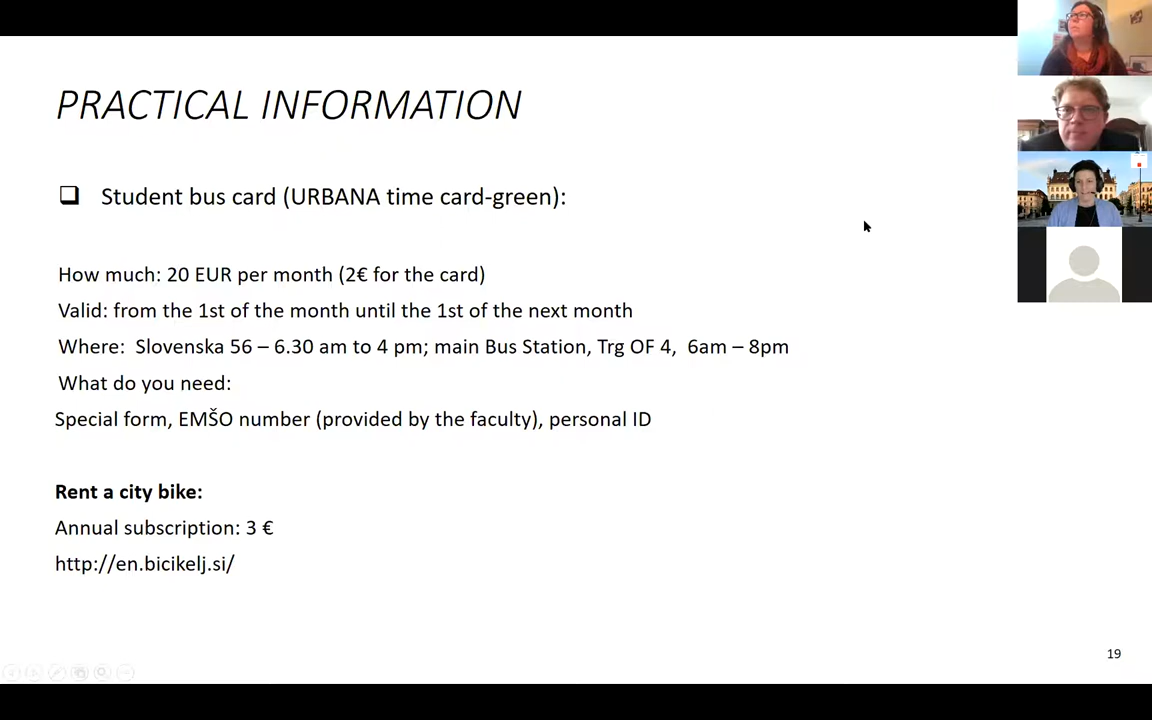 PRACTICAL INFORMATION
Student bus card (URBANA time card-green):
How much: 20 EUR per month (2€ for the card)
Valid: from the 1st of the month until the 1st of the next month
Where: Slovenska 56 – 6.30 am to 4 pm; main Bus Station, Trg OF 4, 6am – 8pm
What do you need:
Special form, EMŠO number (provided by the faculty), personal ID
Rent a city bike:
Annual subscription: 3 €
http://en.bicikelj.si/
19